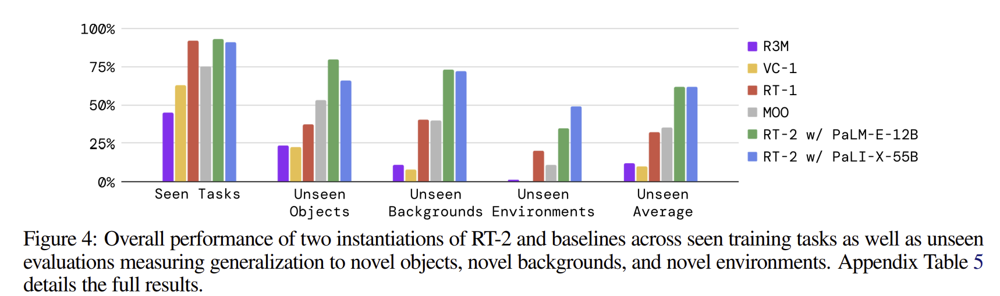 100%
75%
50%
25%
0%
Seen Tasks
Unseen
Objects
Unseen
Backgrounds
Unseen
Environments
Unseen
Average
R3M
VC-1
RT-1
MOO
RT-2 w/ PaLM-E-12B
RT-2 w/ PaLI-X-55B
Figure 4: Overall performance of two instantiations of RT-2 and baselines across seen training tasks as well as unseen
evaluations measuring generalization to novel objects, novel backgrounds, and novel environments. Appendix Table 5
details the full results.